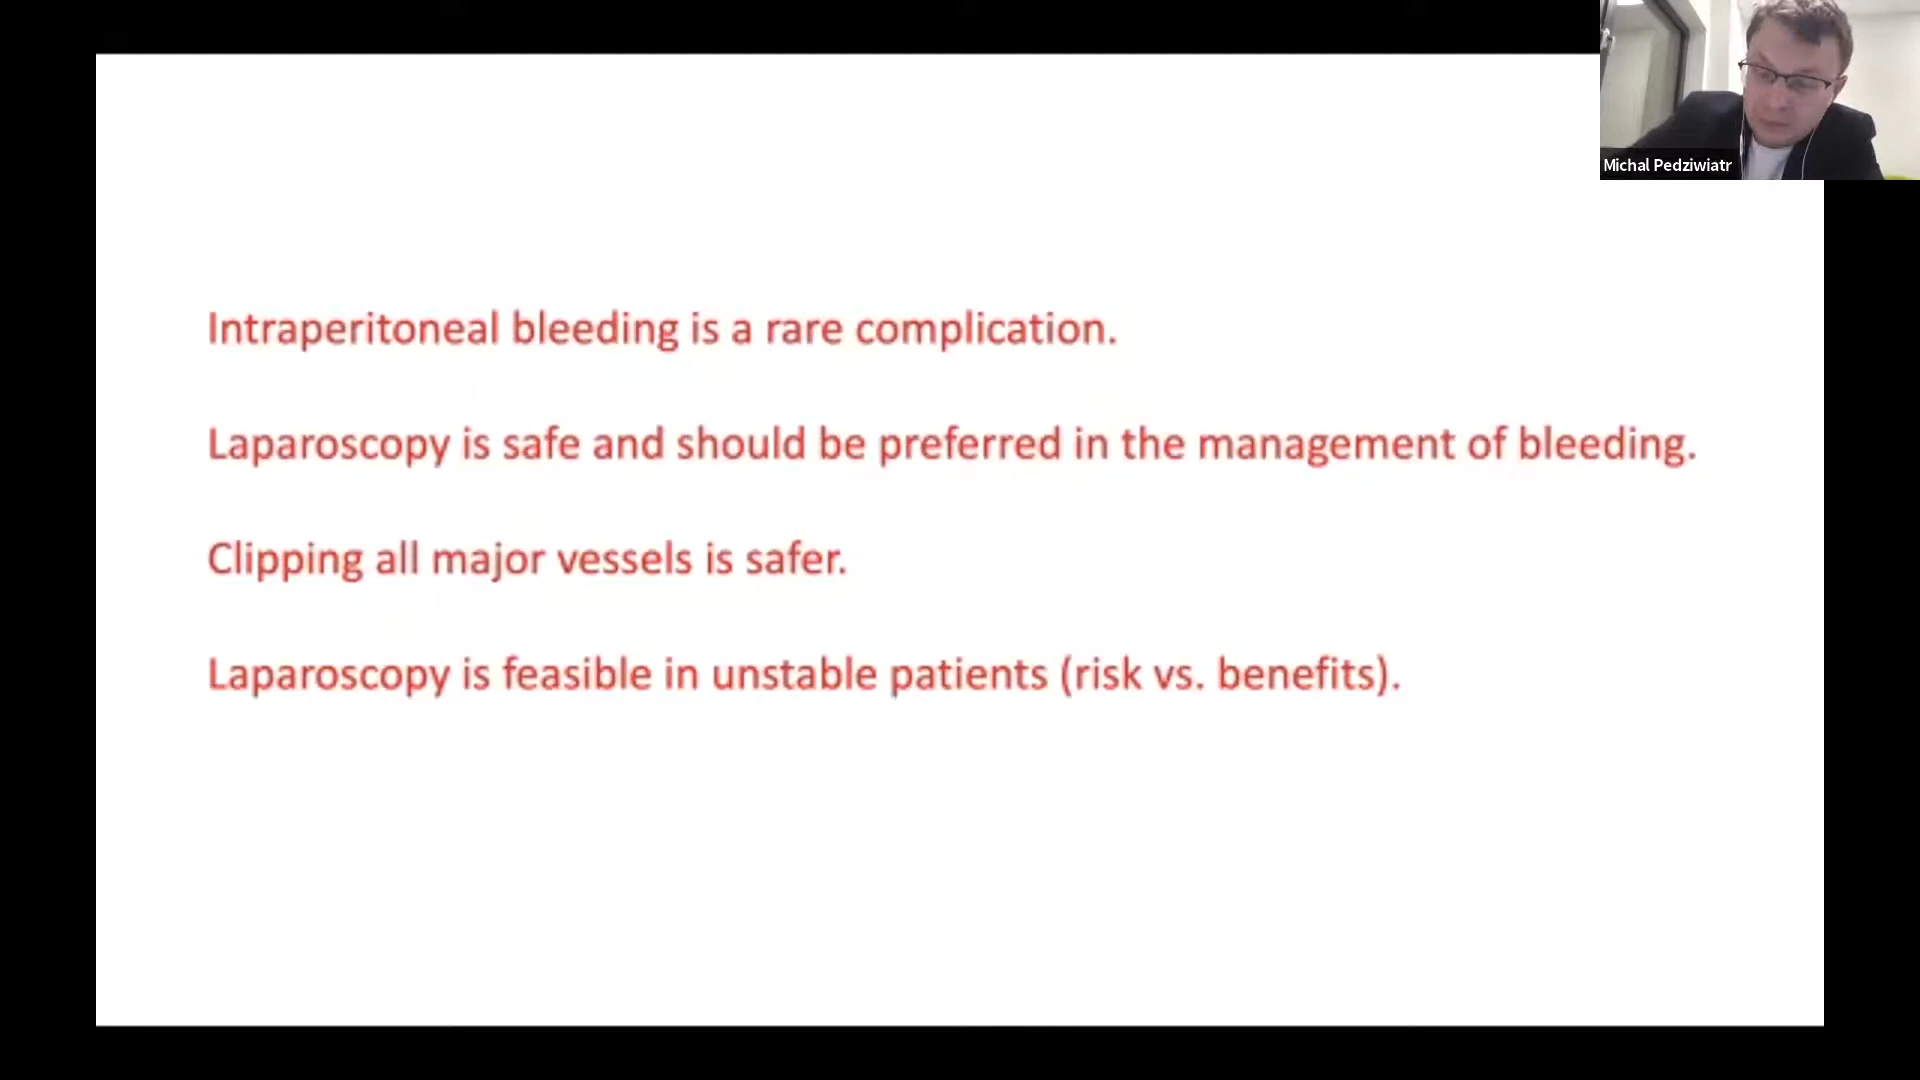 Michal Pedziwiatr
Intraperitoneal bleeding is a rare complication.
Laparoscopy is safe and should be preferred in the management of bleeding.
Clipping all major vessels is safer.
Laparoscopy is feasible in unstable patients (risk vs. benefits).